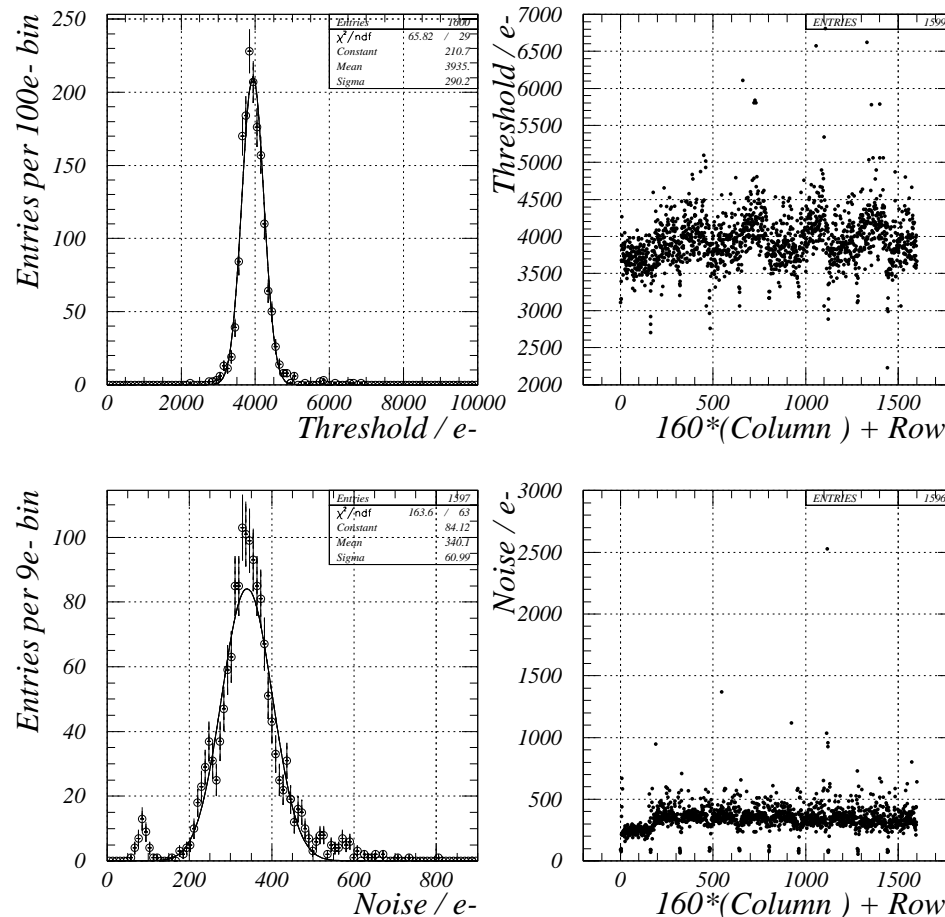 Entries 1600
χ²/ndf 65.82 / 29
Constant 210.7
Mean 3935.
Sigma 290.2
Entries per 100e- bin
250
200
150
100
50
0
0 2000 4000 6000 8000 10000
Threshold / e-
ENTRIES 1599
Threshold / e-
7000
6500
6000
5500
5000
4500
4000
3500
3000
2500
2000
0 500 1000 1500
160*(Column ) + Row
Entries 1597
χ²/ndf 163.6 / 63
Constant 84.12
Mean 340.1
Sigma 60.99
Entries per 9e- bin
100
80
60
40
20
0
0 200 400 600 800
Noise / e-
ENTRIES 1596
Noise / e-
3000
2500
2000
1500
1000
500
0
0 500 1000 1500
160*(Column ) + Row